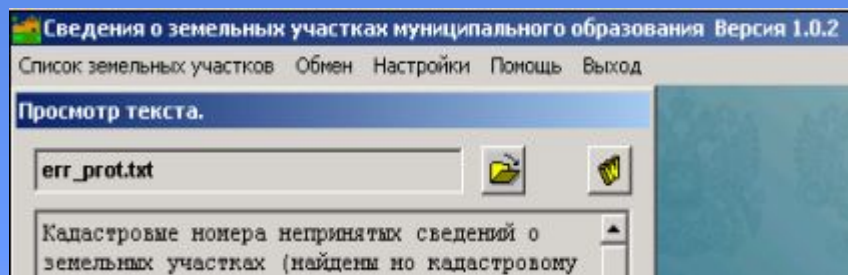 Сведения о земельных участках муниципального образования Версия 1.0.2
Список земельных участков Обмен Настройки Помощь Выход
Просмотр текста.
err_prot.txt
Кадастровые номера непринятых сведений о
земельных участках (найдены но кадастровому